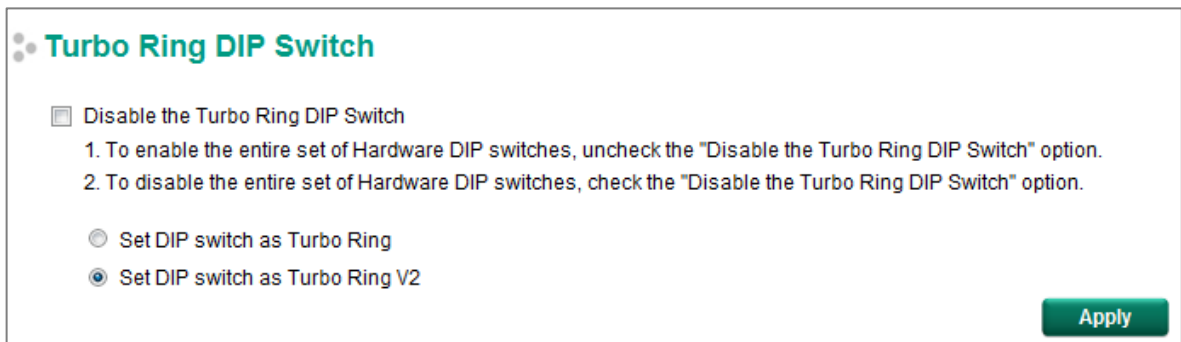 Turbo Ring DIP Switch
Disable the Turbo Ring DIP Switch
1. To enable the entire set of Hardware DIP switches, uncheck the "Disable the Turbo Ring DIP Switch" option.
2. To disable the entire set of Hardware DIP switches, check the "Disable the Turbo Ring DIP Switch" option.
Set DIP switch as Turbo Ring
Set DIP switch as Turbo Ring V2
Apply